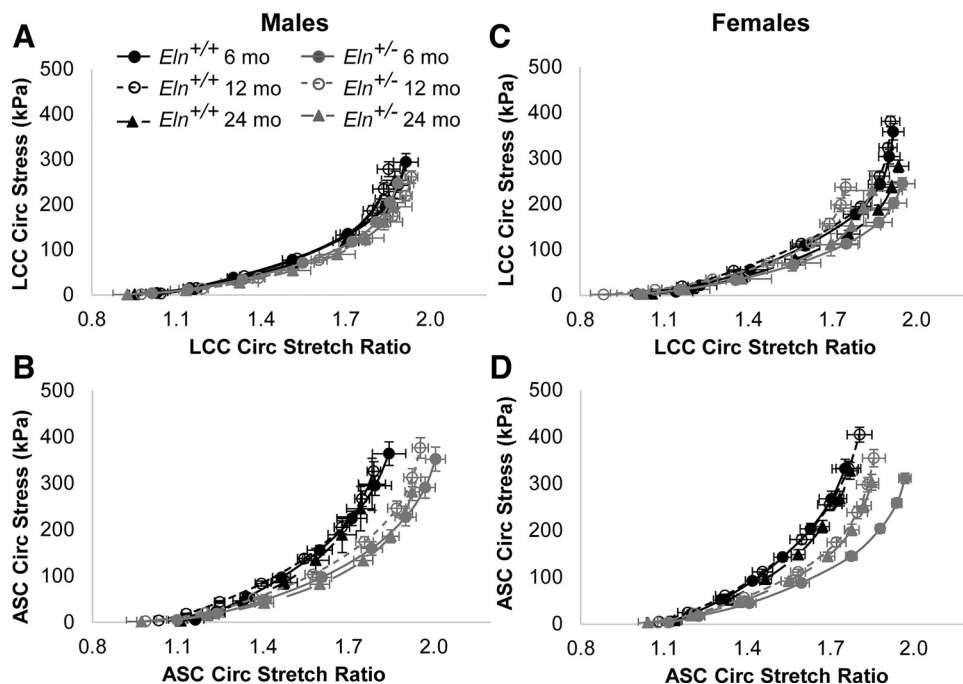 Males
Females
A
Eln+/+ 6 mo
Eln+/- 6 mo
Eln+/+ 12 mo
Eln+/- 12 mo
Eln+/+ 24 mo
Eln+/- 24 mo
LCC Circ Stress (kPa)
500
400
300
200
100
0
0.8
1.1
1.4
1.7
2.0
LCC Circ Stretch Ratio
C
LCC Circ Stress (kPa)
500
400
300
200
100
0
0.8
1.1
1.4
1.7
2.0
LCC Circ Stretch Ratio
B
ASC Circ Stress (kPa)
500
400
300
200
100
0
0.8
1.1
1.4
1.7
2.0
ASC Circ Stretch Ratio
D
ASC Circ Stress (kPa)
500
400
300
200
100
0
0.8
1.1
1.4
1.7
2.0
ASC Circ Stretch Ratio